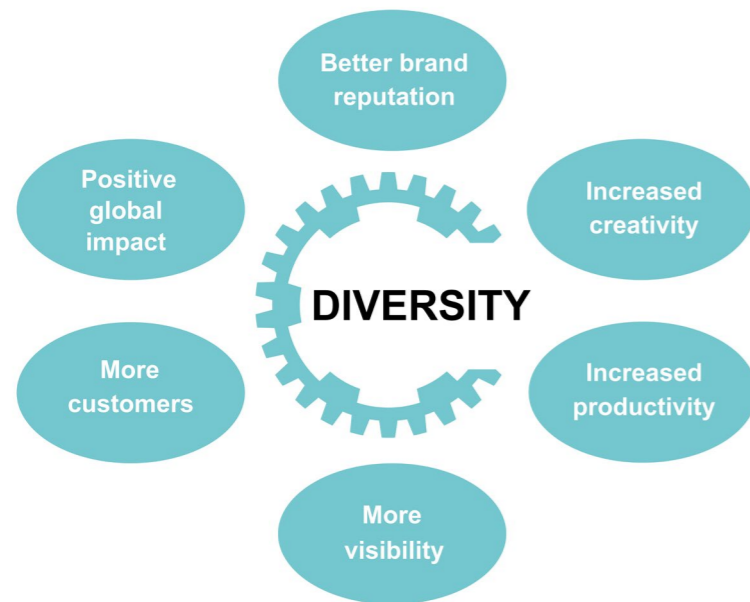 Better brand
reputation
Increased
creativity
Increased
productivity
More
visibility
More
customers
Positive
global
impact
DIVERSITY